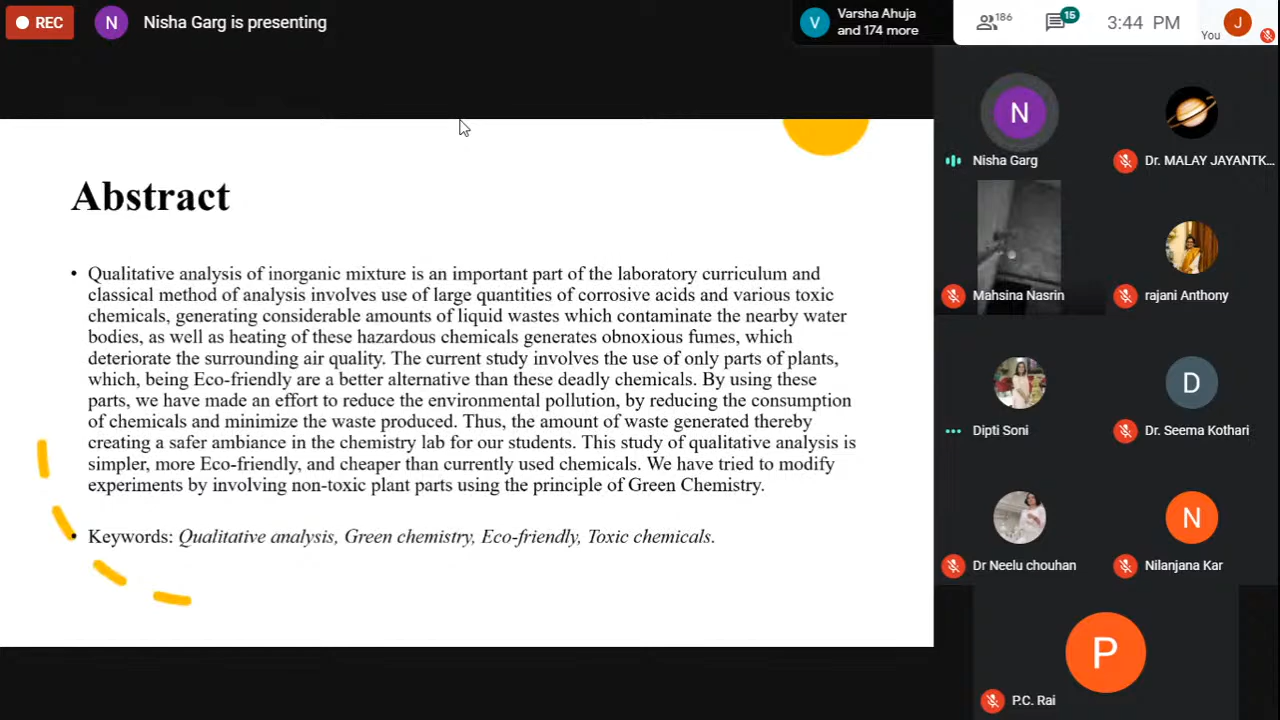 REC
N
Nisha Garg is presenting
V
Varsha Ahuja
and 174 more
186
15
3:44 PM
You
J
Abstract
• Qualitative analysis of inorganic mixture is an important part of the laboratory curriculum and
classical method of analysis involves use of large quantities of corrosive acids and various toxic
chemicals, generating considerable amounts of liquid wastes which contaminate the nearby water
bodies, as well as heating of these hazardous chemicals generates obnoxious fumes, which
deteriorate the surrounding air quality. The current study involves the use of only parts of plants,
which, being Eco-friendly are a better alternative than these deadly chemicals. By using these
parts, we have made an effort to reduce the environmental pollution, by reducing the consumption
of chemicals and minimize the waste produced. Thus, the amount of waste generated thereby
creating a safer ambiance in the chemistry lab for our students. This study of qualitative analysis is
simpler, more Eco-friendly, and cheaper than currently used chemicals. We have tried to modify
experiments by involving non-toxic plant parts using the principle of Green Chemistry.
• Keywords: Qualitative analysis, Green chemistry, Eco-friendly, Toxic chemicals.
N
Nisha Garg
Dr. MALAY JAYANTK...
Mahsina Nasrin
rajani Anthony
Dipti Soni
D
Dr. Seema Kothari
Dr Neelu chouhan
N
Nilanjana Kar
P
P.C. Rai